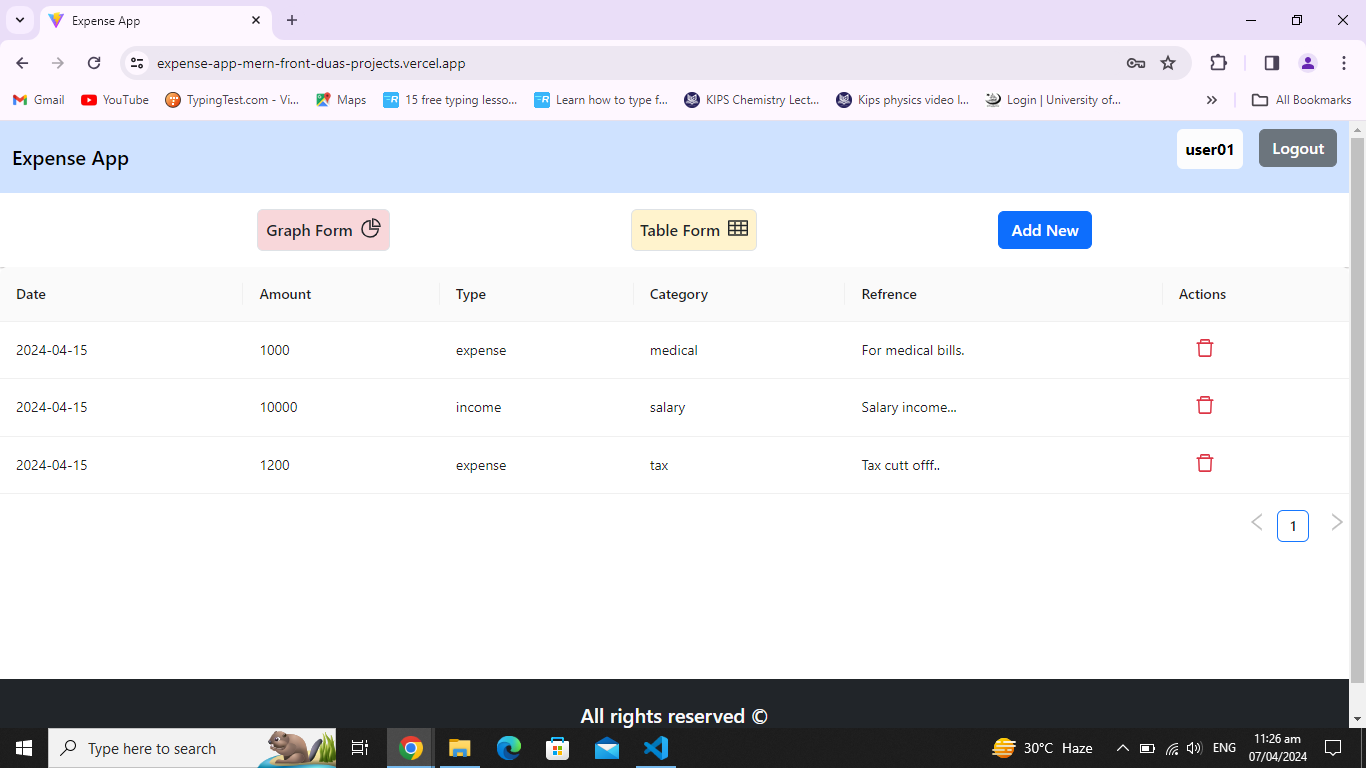 Expense App
expense-app-mern-front-duas-projects.vercel.app
Gmail YouTube TypingTest.com - Vi... Maps 15 free typing lesso... Learn how to type f... KIPS Chemistry Lect... Kips physics video l... Login | University of... All Bookmarks
Expense App user01 Logout
Graph Form Table Form Add New
Date Amount Type Category Refrence Actions
2024-04-15 1000 expense medical For medical bills.
2024-04-15 10000 income salary Salary income...
2024-04-15 1200 expense tax Tax cutt offf..
1
All rights reserved ©
Type here to search 30°C Haze ENG 11:26 am
07/04/2024